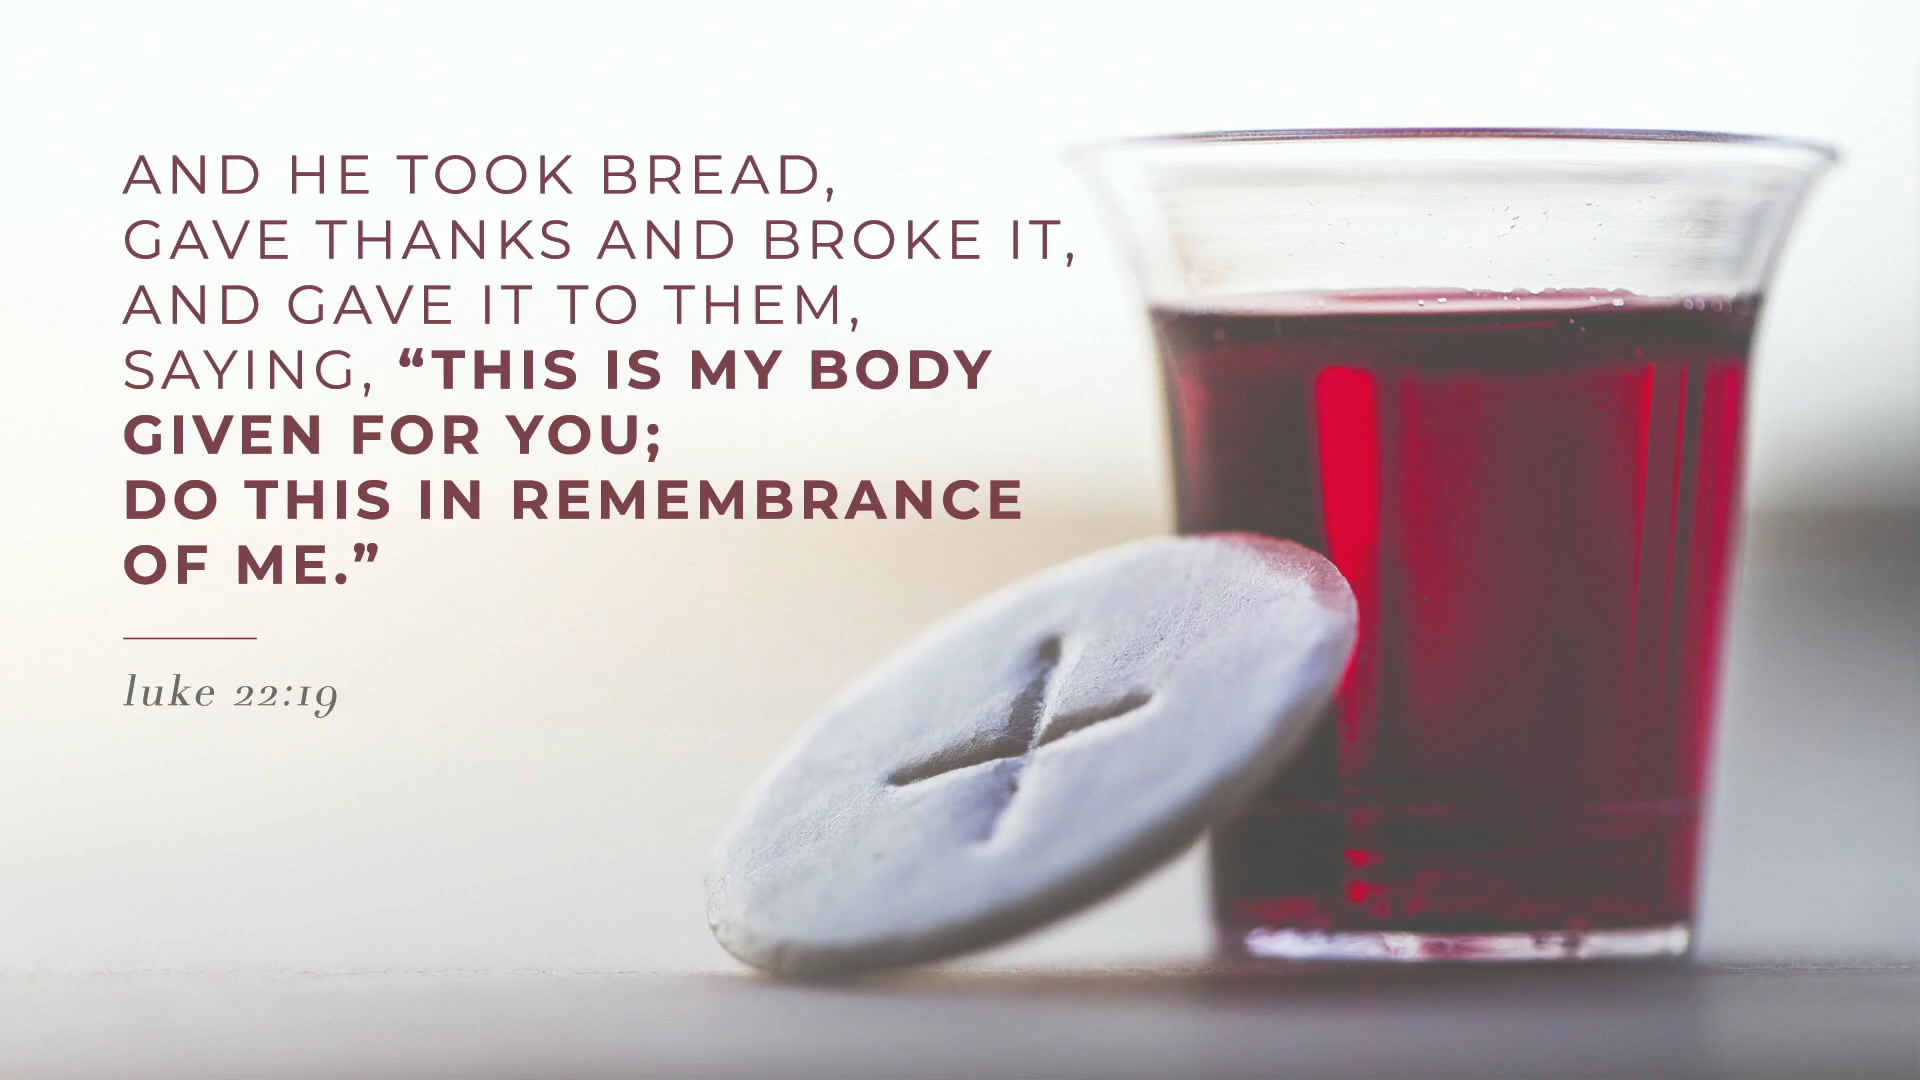 AND HE TOOK BREAD,
GAVE THANKS AND BROKE IT,
AND GAVE IT TO THEM,
SAYING, “THIS IS MY BODY
GIVEN FOR YOU;
DO THIS IN REMEMBRANCE
OF ME.”
luke 22:19